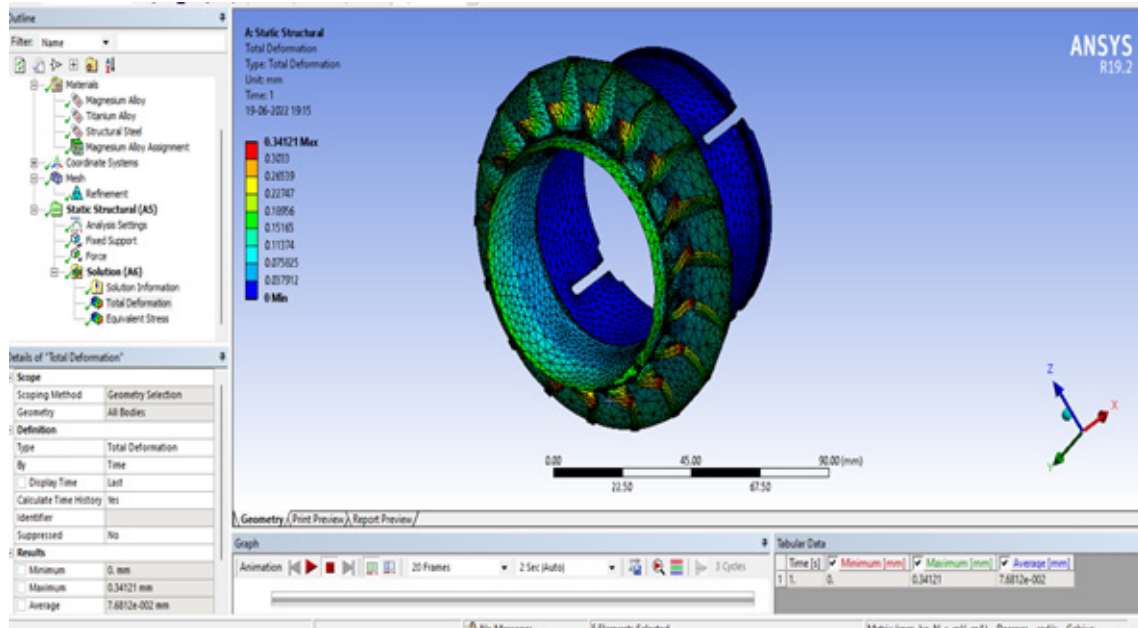 Outline
Filter: Name
Materials
Magnesium Alloy
Titanium Alloy
Structural Steel
Magnesium Alloy Assignment
Coordinate Systems
Mesh
Refinement
Static Structural (A5)
Analysis Settings
Fixed Support
Force
Solution (A6)
Solution Information
Total Deformation
Equivalent Stress
Details of "Total Deformation"
Scope
Scoping Method Geometry Selection
Geometry All Bodies
Definition
Type Total Deformation
By Time
Display Time Last
Calculate Time History Yes
Identifier
Suppressed No
Results
Minimum 0. mm
Maximum 0.34121 mm
Average 7.6812e-002 mm
A: Static Structural
Total Deformation
Type: Total Deformation
Unit: mm
Time: 1
19-06-2022 19:15
0.34121 Max
0.3033
0.26539
0.22747
0.18956
0.15165
0.11374
0.075825
0.037912
0 Min
ANSYS
R19.2
Z
X
Y
0.00 45.00 90.00 (mm)
22.50 67.50
Geometry Print Preview Report Preview
Graph
Animation 20 Frames 2 Sec (Auto) 3 Cycles
Tabular Data
Time [s] Minimum [mm] Maximum [mm] Average [mm]
1 1. 0. 0.34121 7.6812e-002
No Messages